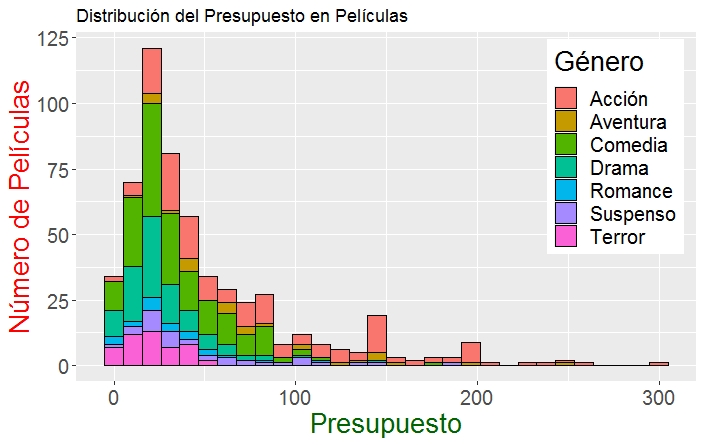 Distribución del Presupuesto en Películas
Número de Películas
125
100
75
50
25
0
0
100
200
300
Presupuesto
Género
Acción
Aventura
Comedia
Drama
Romance
Suspenso
Terror